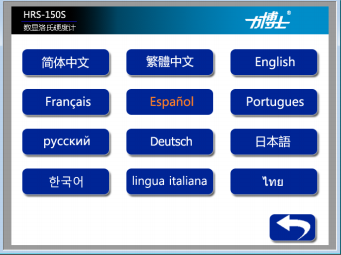 HRS-150S
数显洛氏硬度计
力博士®
简体中文
繁體中文
English
Français
Español
Portugues
русский
Deutsch
日本語
한국어
lingua italiana
ไทย